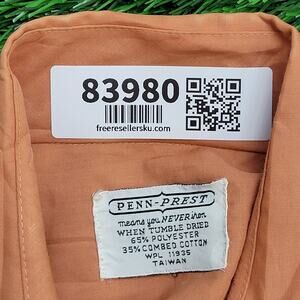 83980
freeresellersku.com
PENN-PREST
means you NEVER iron
WHEN TUMBLE DRIED
65% POLYESTER
35% COMBED COTTON
WPL 11935
TAIWAN